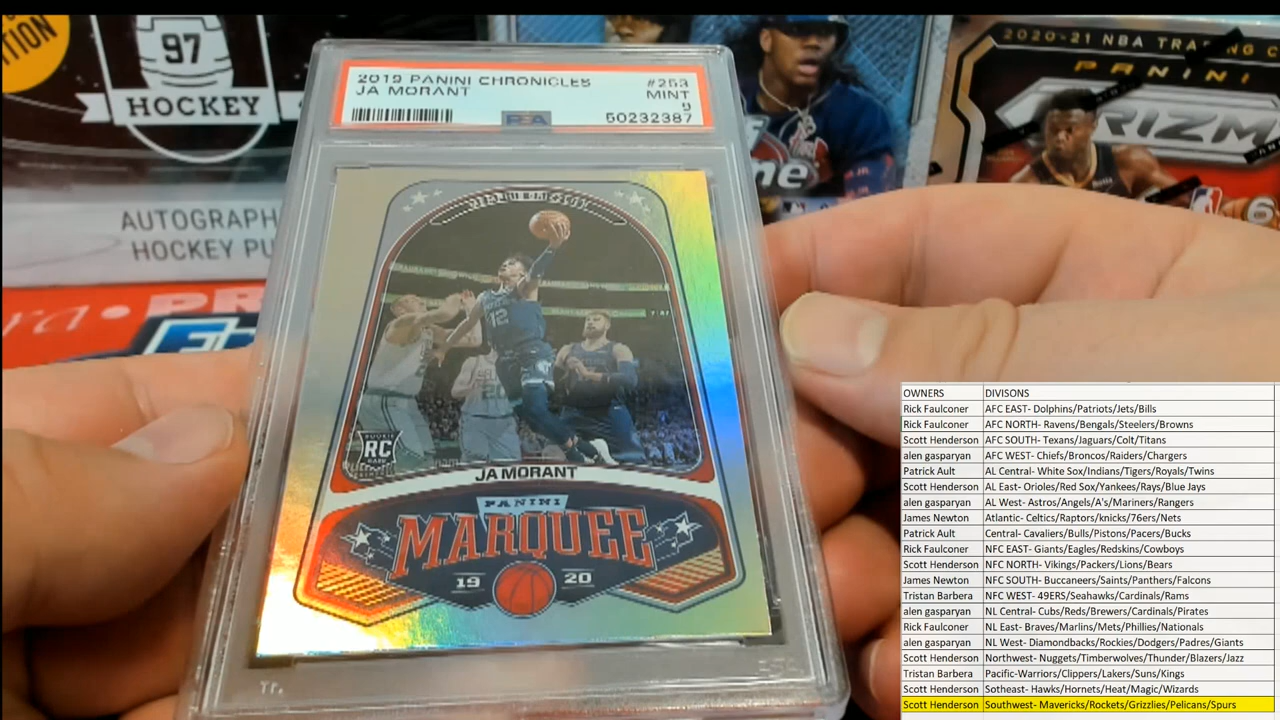 97
HOCKEY
AUTOGRAPH
HOCKEY PU
2019 PANINI CHRONICLES #253
JA MORANT MINT
9
PSA 50232387
2020-21 NBA TRADING C
PANINI
PRIZM
12
ROOKIE
RC
JA MORANT
PANINI
MARQUEE
19 20
OWNERS DIVISONS
Rick Faulconer AFC EAST- Dolphins/Patriots/Jets/Bills
Rick Faulconer AFC NORTH- Ravens/Bengals/Steelers/Browns
Scott Henderson AFC SOUTH- Texans/Jaguars/Colt/Titans
alen gasparyan AFC WEST- Chiefs/Broncos/Raiders/Chargers
Patrick Ault AL Central- White Sox/Indians/Tigers/Royals/Twins
Scott Henderson AL East- Orioles/Red Sox/Yankees/Rays/Blue Jays
alen gasparyan AL West- Astros/Angels/A's/Mariners/Rangers
James Newton Atlantic- Celtics/Raptors/knicks/76ers/Nets
Patrick Ault Central- Cavaliers/Bulls/Pistons/Pacers/Bucks
Rick Faulconer NFC EAST- Giants/Eagles/Redskins/Cowboys
Scott Henderson NFC NORTH- Vikings/Packers/Lions/Bears
James Newton NFC SOUTH- Buccaneers/Saints/Panthers/Falcons
Tristan Barbera NFC WEST- 49ERS/Seahawks/Cardinals/Rams
alen gasparyan NL Central- Cubs/Reds/Brewers/Cardinals/Pirates
Rick Faulconer NL East- Braves/Marlins/Mets/Phillies/Nationals
alen gasparyan NL West- Diamondbacks/Rockies/Dodgers/Padres/Giants
Scott Henderson Northwest- Nuggets/Timberwolves/Thunder/Blazers/Jazz
Tristan Barbera Pacific-Warriors/Clippers/Lakers/Suns/Kings
Scott Henderson Sotheast- Hawks/Hornets/Heat/Magic/Wizards
Scott Henderson Southwest- Mavericks/Rockets/Grizzlies/Pelicans/Spurs